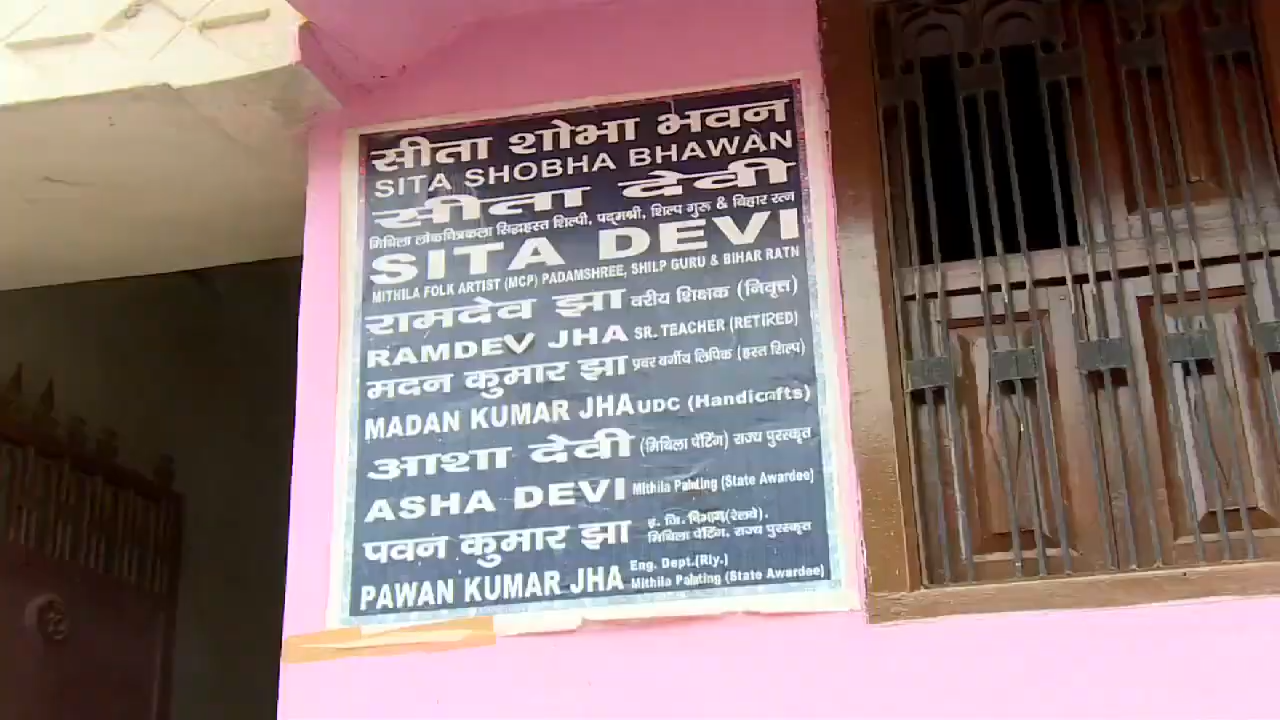 सीता शोभा भवन
SITA SHOBHA BHAWAN
सीता देवी
मिथिला लोकचित्रकला सिद्धहस्त शिल्पी, पद्मश्री, शिल्प गुरू & बिहार रत्न
SITA DEVI
MITHILA FOLK ARTIST (MCP) PADAMSHREE, SHILP GURU & BIHAR RATN
रामदेव झा वरीय शिक्षक (निवृत्त)
RAMDEV JHA SR. TEACHER (RETIRED)
मदन कुमार झा प्रवर वर्गीय लिपिक (हस्त शिल्प)
MADAN KUMAR JHA UDC (Handicrafts)
आशा देवी (मिथिला पेंटिंग) राज्य पुरस्कृत
ASHA DEVI Mithila Painting (State Awardee)
पवन कुमार झा इ. जि. विभाग(रेलवे).
मिथिला पेंटिंग, राज्य पुरस्कृत
PAWAN KUMAR JHA Eng. Dept.(Rly.)
Mithila Painting (State Awardee)